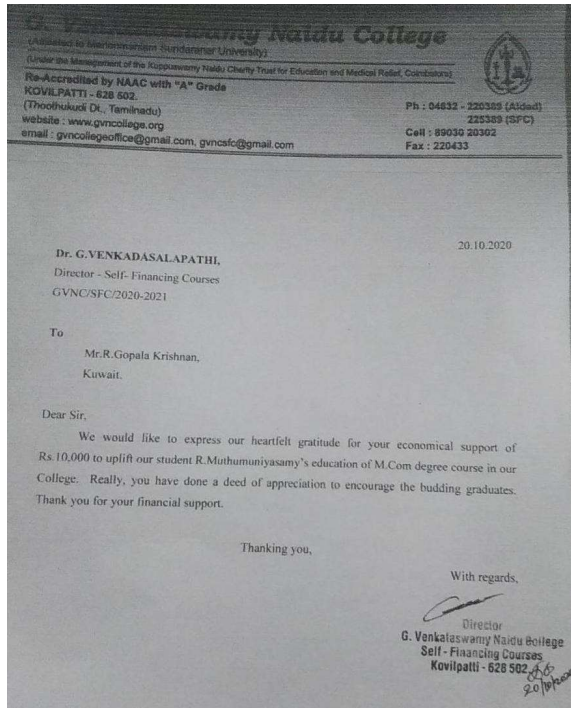 G. Venkataswamy Naidu College
(Affiliated to Manonmaniam Sundaranar University)
(Under the Management of the Kuppuswamy Naidu Charity Trust for Education and Medical Relief, Coimbatore)
Re-Accredited by NAAC with "A" Grade
KOVILPATTI - 628 502.
(Thoothukudi Dt., Tamilnadu)
website : www.gvncollege.org
email : gvncollegeoffice@gmail.com, gvncsfc@gmail.com
Ph : 04632 - 220389 (Aided)
225389 (SFC)
Cell : 89030 20302
Fax : 220433
20.10.2020
Dr. G.VENKADASALAPATHI,
Director - Self- Financing Courses
GVNC/SFC/2020-2021
To
Mr.R.Gopala Krishnan,
Kuwait.
Dear Sir,
We would like to express our heartfelt gratitude for your economical support of
Rs.10,000 to uplift our student R.Muthumuniyasamy's education of M.Com degree course in our
College. Really, you have done a deed of appreciation to encourage the budding graduates.
Thank you for your financial support.
Thanking you,
With regards,
Director
G. Venkataswamy Naidu College
Self - Financing Courses
Kovilpatti - 628 502
20/10/2020